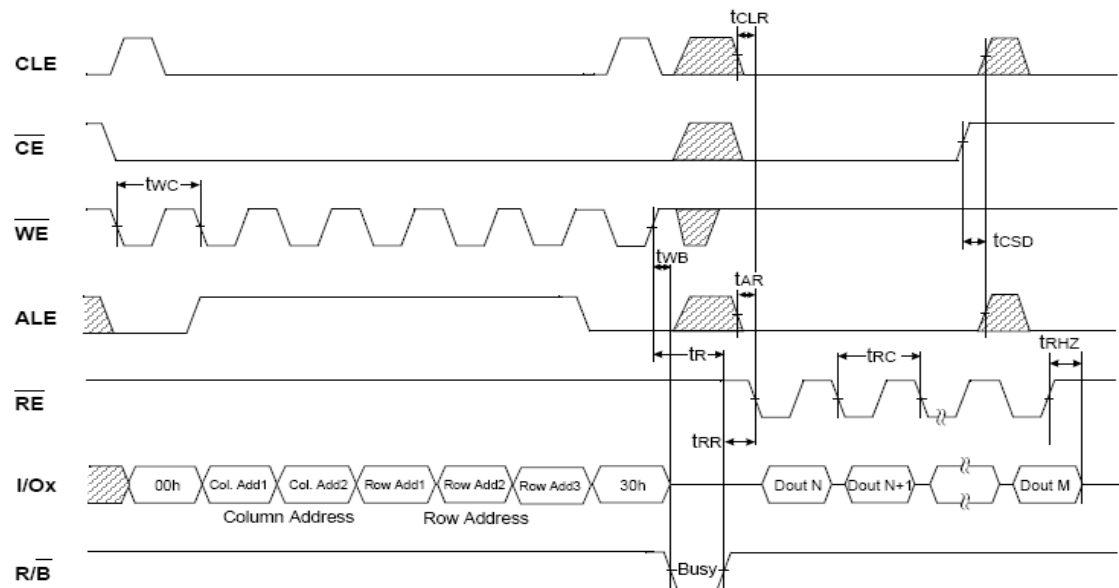 tCLR
CLE
CE
tWC
WE
tCSD
tWB
tAR
ALE
tR
tRC
tRHZ
RE
tRR
I/Ox
00h Col. Add1 Col. Add2 Row Add1 Row Add2 Row Add3 30h Dout N Dout N+1 Dout M
Column Address Row Address
R/B
Busy